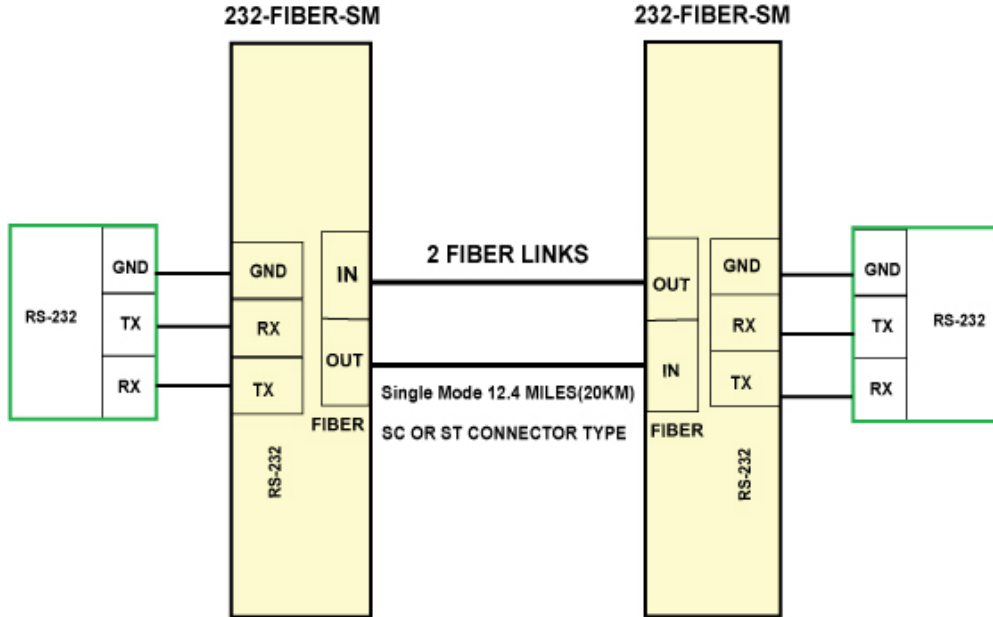 232-FIBER-SM
232-FIBER-SM
RS-232
GND
TX
RX
GND
RX
TX
RS-232
IN
OUT
FIBER
2 FIBER LINKS
Single Mode 12.4 MILES(20KM)
SC OR ST CONNECTOR TYPE
OUT
IN
FIBER
GND
RX
TX
RS-232
GND
TX
RX
RS-232